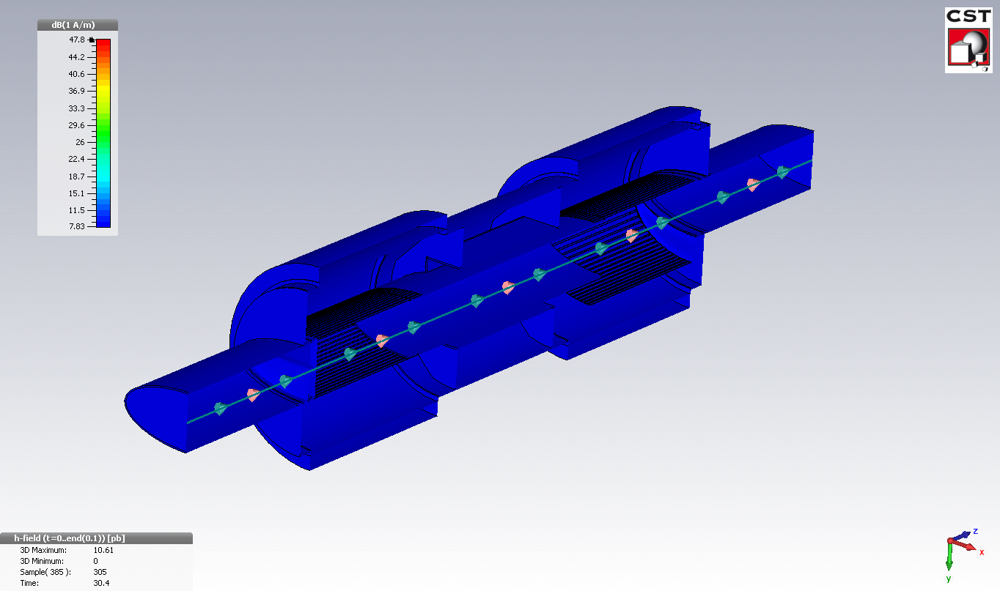 dB(1 A/m)
47.8
44.2
40.6
36.9
33.3
29.6
26
22.4
18.7
15.1
11.5
7.83
CST
h-field (t=0..end(0.1)) [pb]
3D Maximum: 10.61
3D Minimum: 0
Sample( 385 ): 305
Time: 30.4
z
x
y